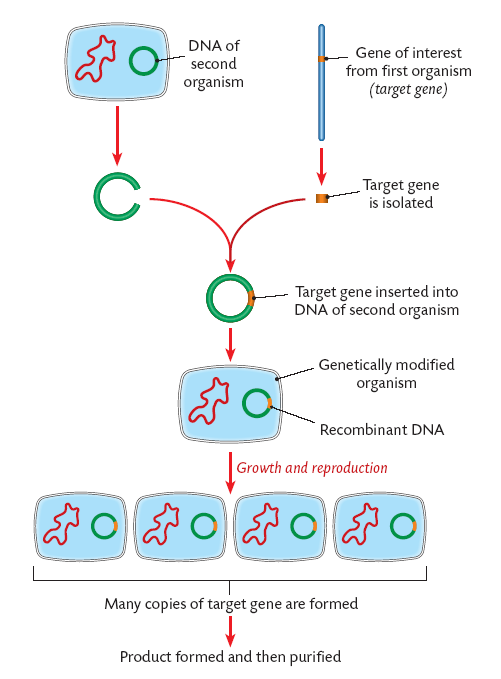 DNA of
second
organism
Gene of interest
from first organism
(target gene)
Target gene
is isolated
Target gene inserted into
DNA of second organism
Genetically modified
organism
Recombinant DNA
Growth and reproduction
Many copies of target gene are formed
Product formed and then purified